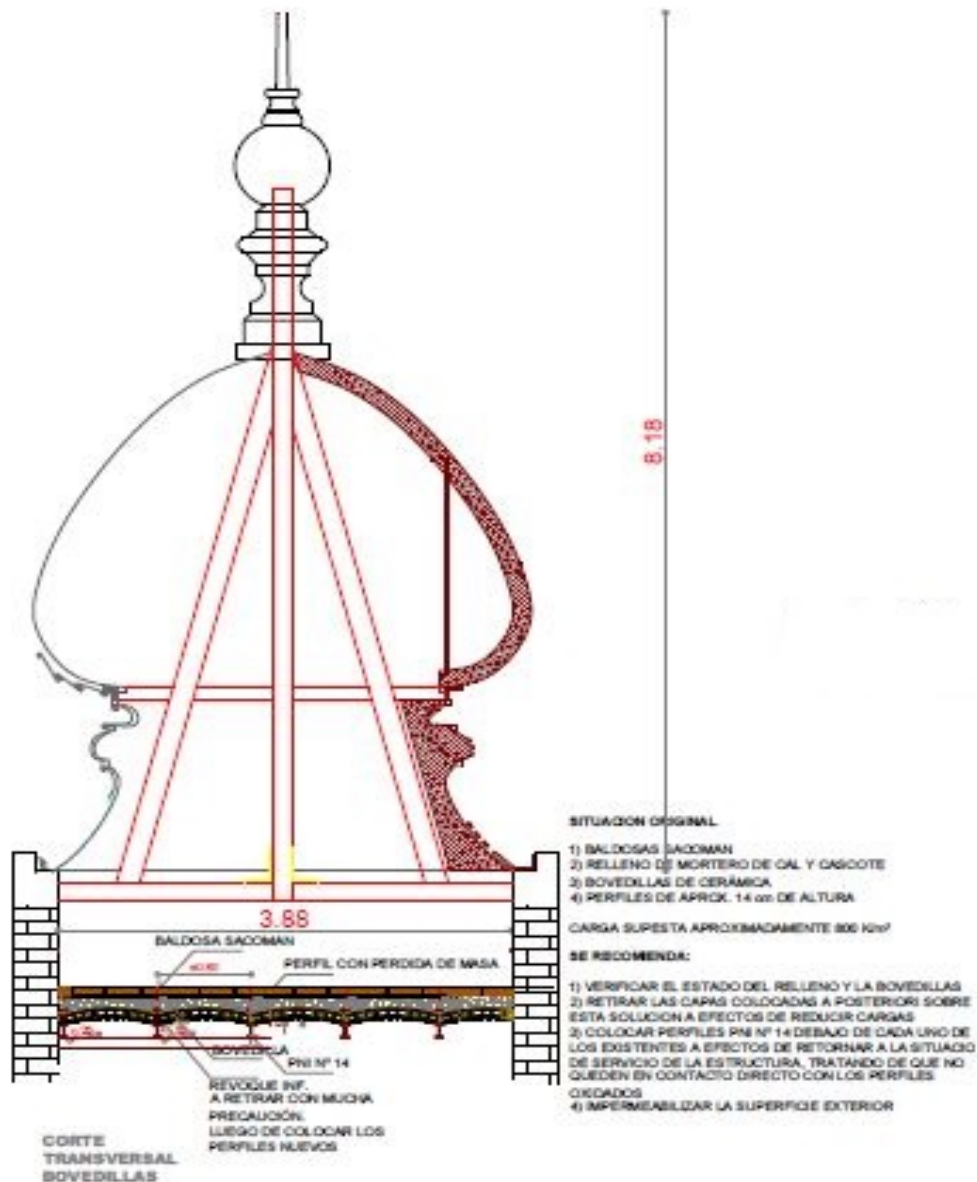 8.18
3.88
SITUACION ORIGINAL
1) BALDOSAS SACOMAN
2) RELLENO DE MORTERO DE CAL Y CASCOTE
3) BOVEDILLAS DE CERÁMICA
4) PERFILES DE APROX. 14 cm DE ALTURA
CARGA SUPESTA APROXIMADAMENTE 800 K/m²
SE RECOMIENDA:
1) VERIFICAR EL ESTADO DEL RELLENO Y LA BOVEDILLAS
2) RETIRAR LAS CAPAS COLOCADAS A POSTERIORI SOBRE
ESTA SOLUCION A EFECTOS DE REDUCIR CARGAS
3) COLOCAR PERFILES PNI Nº 14 DEBAJO DE CADA UNO DE
LOS EXISTENTES A EFECTOS DE RETORNAR A LA SITUACIO
DE SERVICIO DE LA ESTRUCTURA, TRATANDO DE QUE NO
QUEDEN EN CONTACTO DIRECTO CON LOS PERFILES
OXIDADOS
4) IMPERMEABILIZAR LA SUPERFICIE EXTERIOR
BALDOSA SACOMAN
PERFIL CON PERDIDA DE MASA
BOVEDILLA
PNI Nº 14
REVOQUE INF.
A RETIRAR CON MUCHA
PRECAUCIÓN.
LUEGO DE COLOCAR LOS
PERFILES NUEVOS
CORTE
TRANSVERSAL
BOVEDILLAS